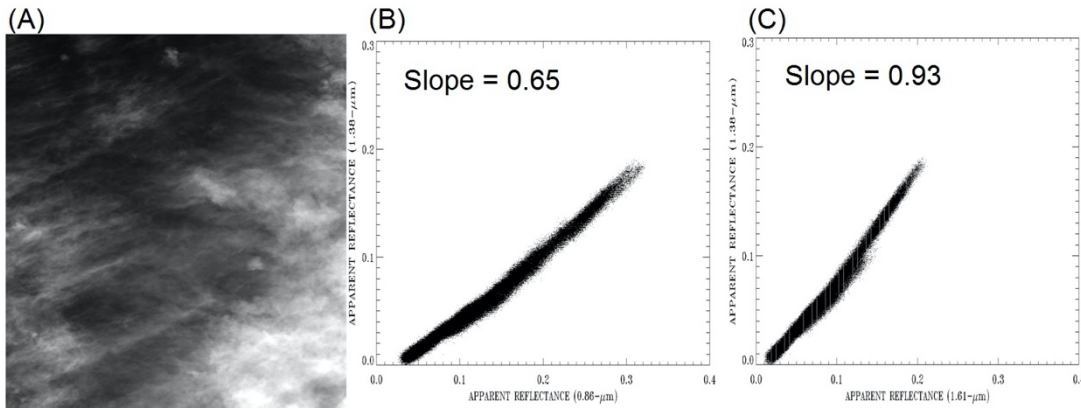 (A)
(B)
Slope = 0.65
APPARENT REFLECTANCE (1.38-μm)
0.3
0.2
0.1
0.0
0.0 0.1 0.2 0.3 0.4
APPARENT REFLECTANCE (0.86-μm)
(C)
Slope = 0.93
APPARENT REFLECTANCE (1.38-μm)
0.3
0.2
0.1
0.0
0.0 0.1 0.2 0.3 0.4
APPARENT REFLECTANCE (1.61-μm)